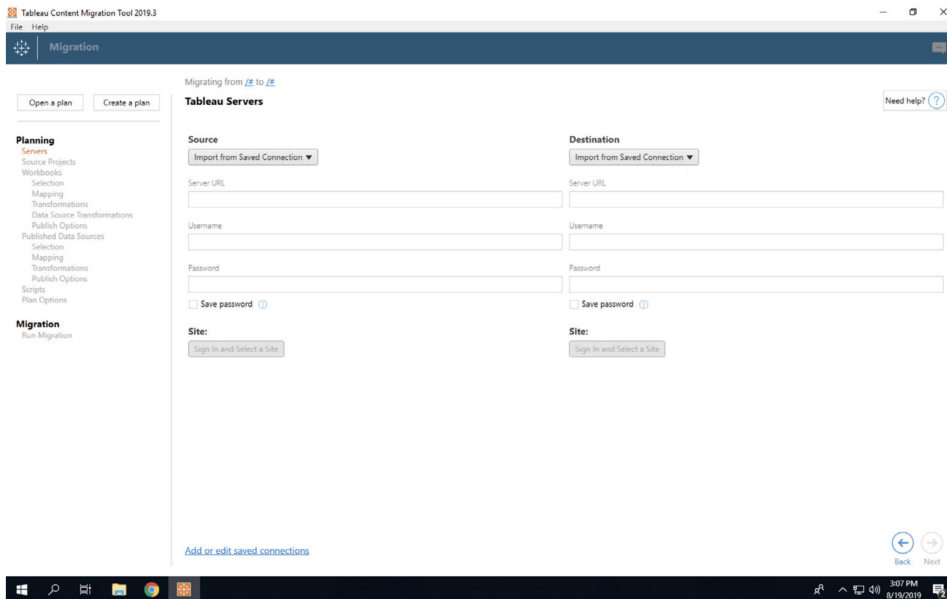 Tableau Content Migration Tool 2019.3
File Help
Migration
Open a plan Create a plan
Planning
Servers
Source Projects
Workbooks
Selection
Mapping
Transformations
Data Source Transformations
Publish Options
Published Data Sources
Selection
Mapping
Transformations
Publish Options
Scripts
Plan Options
Migration
Run Migration
Migrating from /# to /#
Tableau Servers
Need help? ?
Source
Import from Saved Connection ▼
Server URL
Username
Password
Save password
Site:
Sign In and Select a Site
Destination
Import from Saved Connection ▼
Server URL
Username
Password
Save password
Site:
Sign In and Select a Site
Add or edit saved connections
Back Next
3:07 PM
8/19/2019